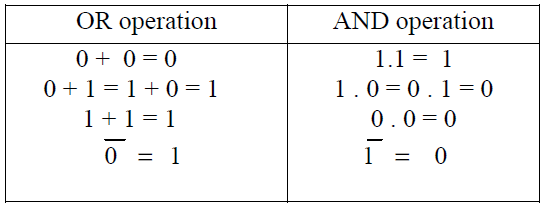 OR operation AND operation
0 + 0 = 0 1.1 = 1
0 + 1 = 1 + 0 = 1 1 . 0 = 0 . 1 = 0
1 + 1 = 1 0 . 0 = 0
0̅ = 1 1̅ = 0